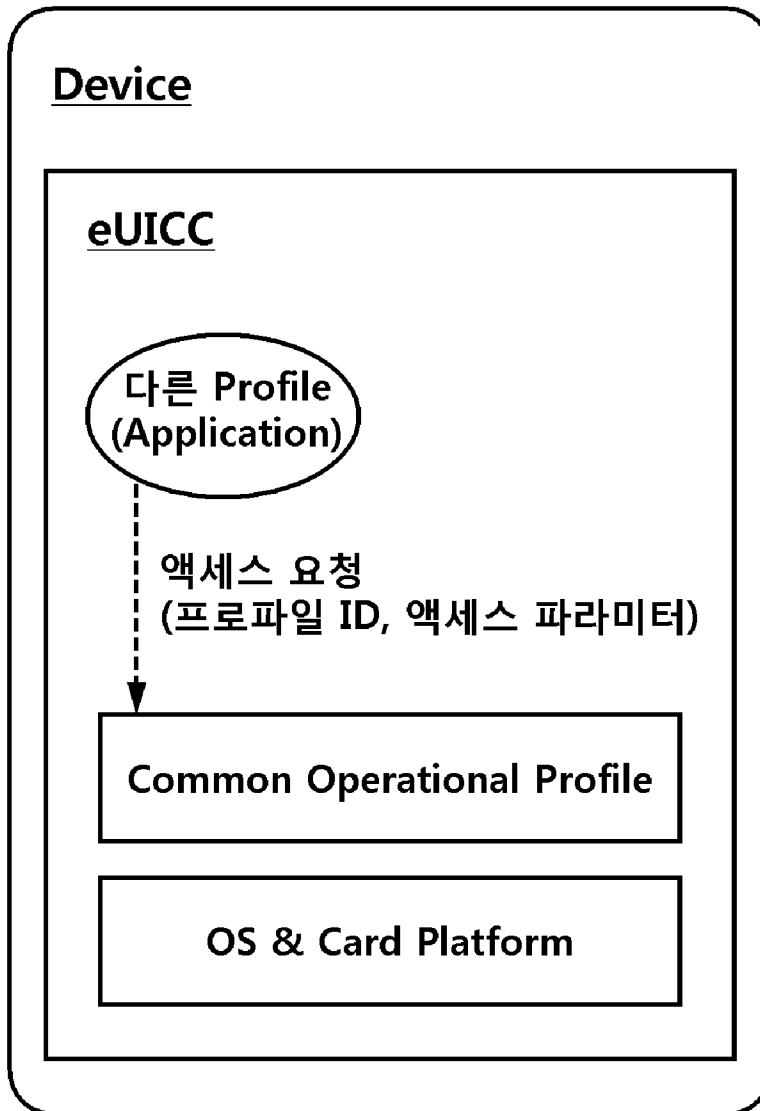 Device
eUICC
다른 Profile
(Application)
액세스 요청
(프로파일 ID, 액세스 파라미터)
Common Operational Profile
OS & Card Platform